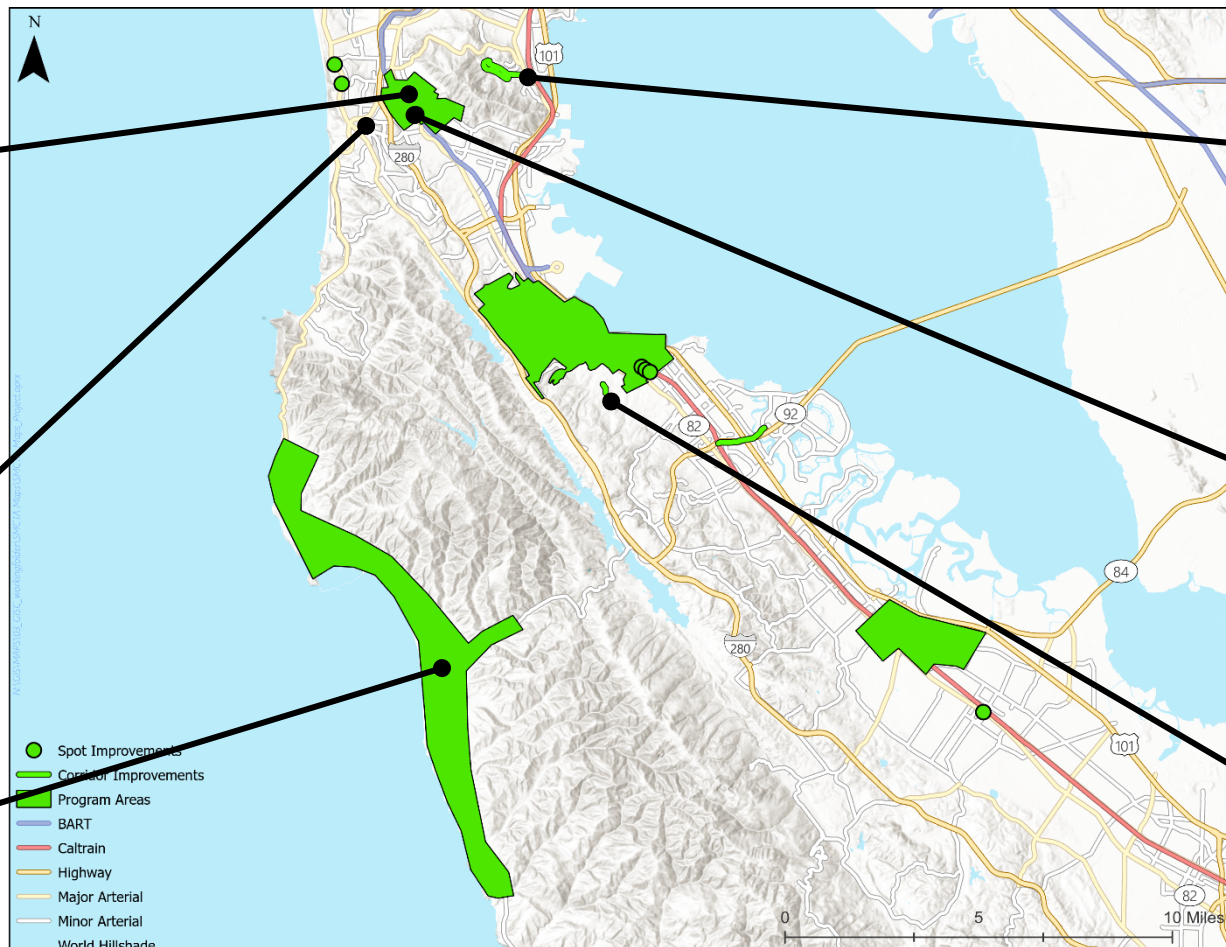 N
101
280
82
92
84
280
101
82
Spot Improvements
Corridor Improvements
Program Areas
BART
Caltrain
Highway
Major Arterial
Minor Arterial
World Hillshade
0 5 10 Miles